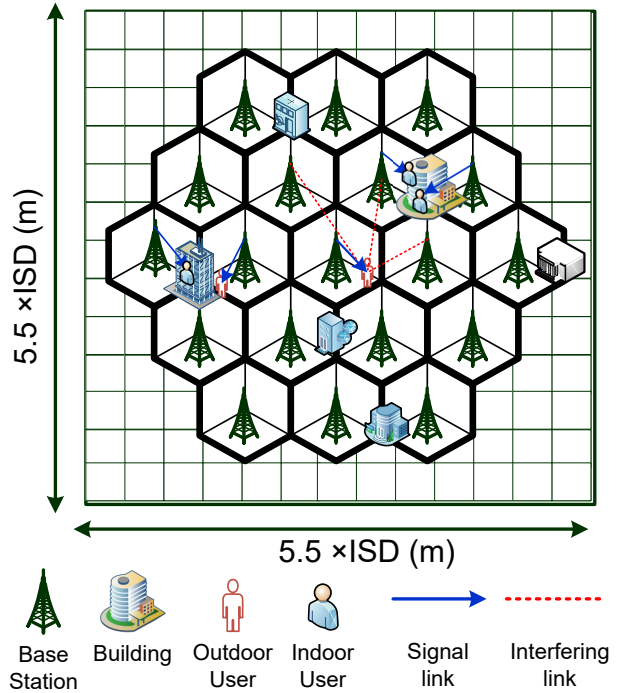 5.5 ×ISD (m)
5.5 ×ISD (m)
Base
Station
Building
Outdoor
User
Indoor
User
Signal
link
Interfering
link